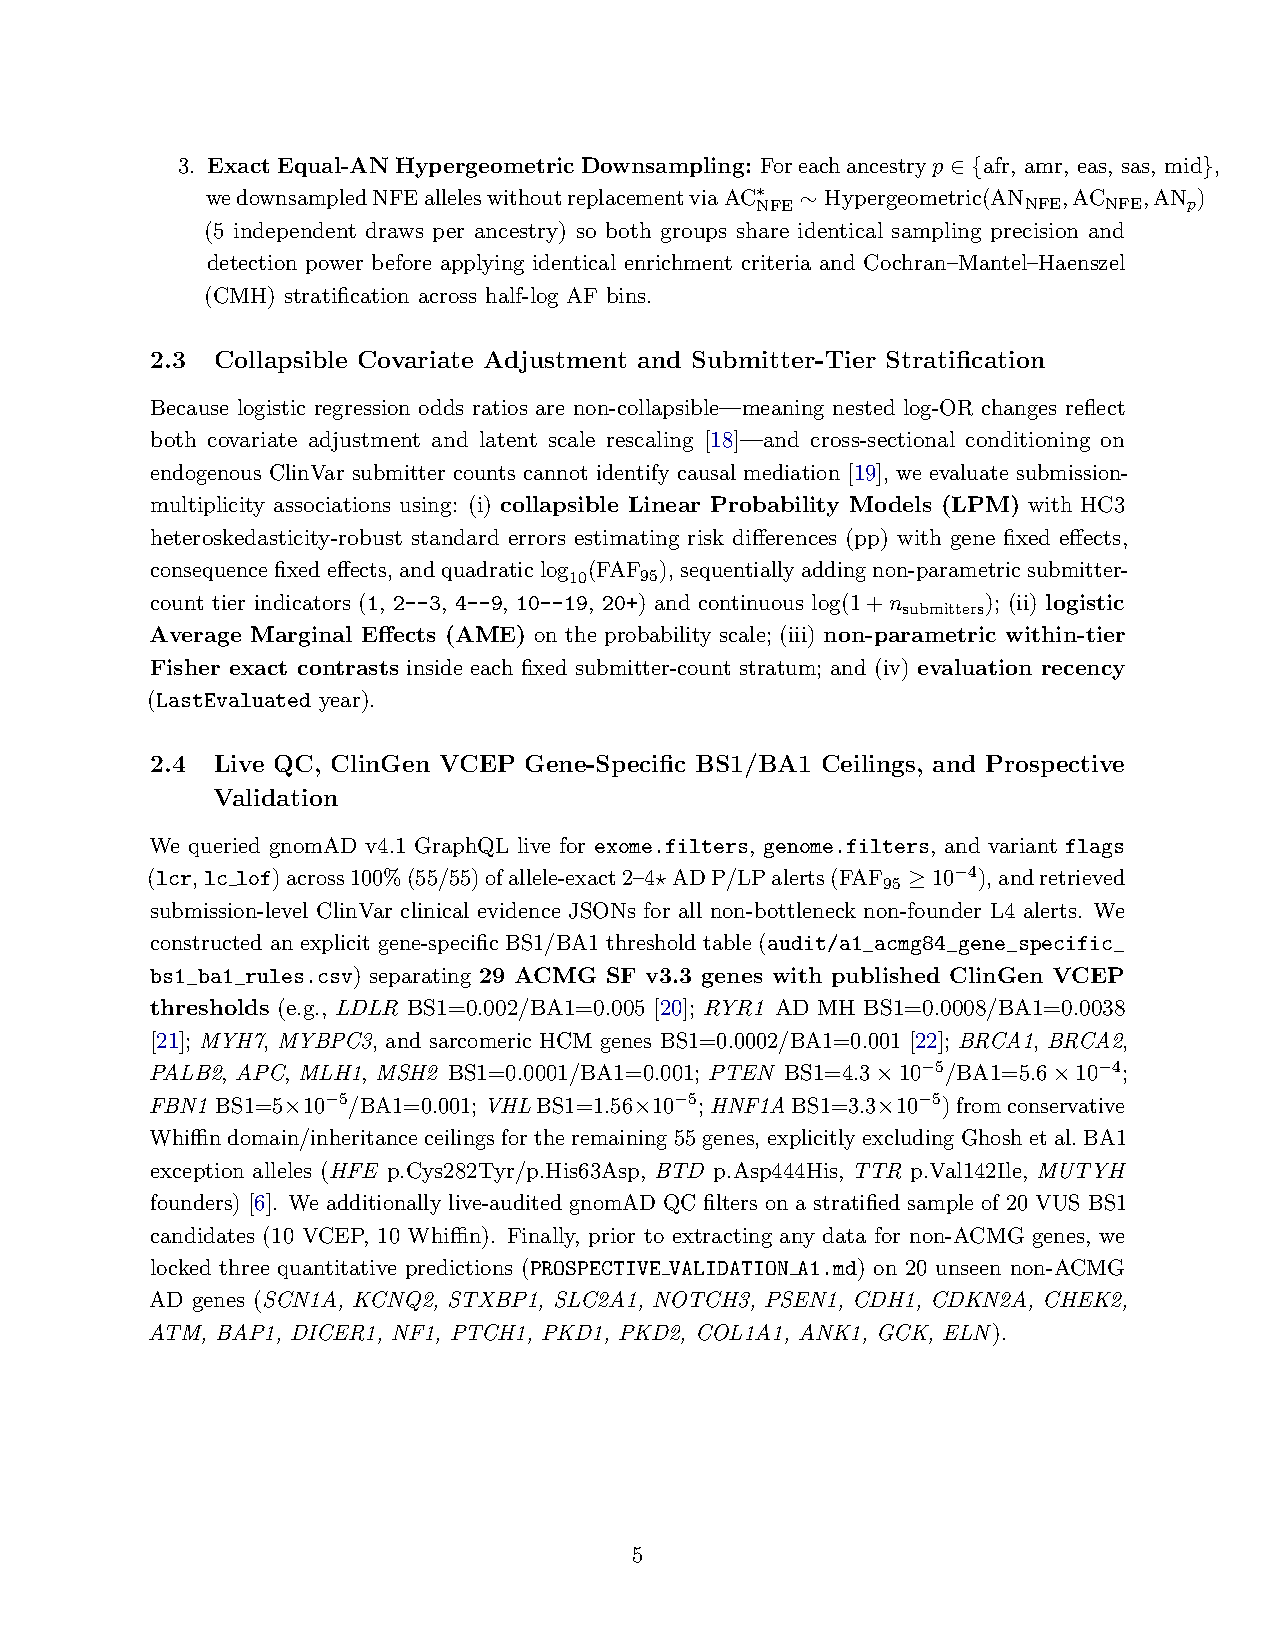 3. Exact Equal-AN Hypergeometric Downsampling: For each ancestry p ∈ {afr, amr, eas, sas, mid},
we downsampled NFE alleles without replacement via AC*_NFE ∼ Hypergeometric(AN_NFE, AC_NFE, AN_p)
(5 independent draws per ancestry) so both groups share identical sampling precision and
detection power before applying identical enrichment criteria and Cochran–Mantel–Haenszel
(CMH) stratification across half-log AF bins.
2.3 Collapsible Covariate Adjustment and Submitter-Tier Stratification
Because logistic regression odds ratios are non-collapsible—meaning nested log-OR changes reflect
both covariate adjustment and latent scale rescaling [18]—and cross-sectional conditioning on
endogenous ClinVar submitter counts cannot identify causal mediation [19], we evaluate submission-
multiplicity associations using: (i) collapsible Linear Probability Models (LPM) with HC3
heteroskedasticity-robust standard errors estimating risk differences (pp) with gene fixed effects,
consequence fixed effects, and quadratic log₁₀(FAF₉₅), sequentially adding non-parametric submitter-
count tier indicators (1, 2--3, 4--9, 10--19, 20+) and continuous log(1 + n_submitters); (ii) logistic
Average Marginal Effects (AME) on the probability scale; (iii) non-parametric within-tier
Fisher exact contrasts inside each fixed submitter-count stratum; and (iv) evaluation recency
(LastEvaluated year).
2.4 Live QC, ClinGen VCEP Gene-Specific BS1/BA1 Ceilings, and Prospective
Validation
We queried gnomAD v4.1 GraphQL live for exome.filters, genome.filters, and variant flags
(lcr, lc_lof) across 100% (55/55) of allele-exact 2–4⋆ AD P/LP alerts (FAF₉₅ ≥ 10⁻⁴), and retrieved
submission-level ClinVar clinical evidence JSONs for all non-bottleneck non-founder L4 alerts. We
constructed an explicit gene-specific BS1/BA1 threshold table (audit/a1_acmg84_gene_specific_
bs1_ba1_rules.csv) separating 29 ACMG SF v3.3 genes with published ClinGen VCEP
thresholds (e.g., LDLR BS1=0.002/BA1=0.005 [20]; RYR1 AD MH BS1=0.0008/BA1=0.0038
[21]; MYH7, MYBPC3, and sarcomeric HCM genes BS1=0.0002/BA1=0.001 [22]; BRCA1, BRCA2,
PALB2, APC, MLH1, MSH2 BS1=0.0001/BA1=0.001; PTEN BS1=4.3 × 10⁻⁵/BA1=5.6 × 10⁻⁴;
FBN1 BS1=5×10⁻⁵/BA1=0.001; VHL BS1=1.56×10⁻⁵; HNF1A BS1=3.3×10⁻⁵) from conservative
Whiffin domain/inheritance ceilings for the remaining 55 genes, explicitly excluding Ghosh et al. BA1
exception alleles (HFE p.Cys282Tyr/p.His63Asp, BTD p.Asp444His, TTR p.Val142Ile, MUTYH
founders) [6]. We additionally live-audited gnomAD QC filters on a stratified sample of 20 VUS BS1
candidates (10 VCEP, 10 Whiffin). Finally, prior to extracting any data for non-ACMG genes, we
locked three quantitative predictions (PROSPECTIVE_VALIDATION_A1.md) on 20 unseen non-ACMG
AD genes (SCN1A, KCNQ2, STXBP1, SLC2A1, NOTCH3, PSEN1, CDH1, CDKN2A, CHEK2,
ATM, BAP1, DICER1, NF1, PTCH1, PKD1, PKD2, COL1A1, ANK1, GCK, ELN).
5